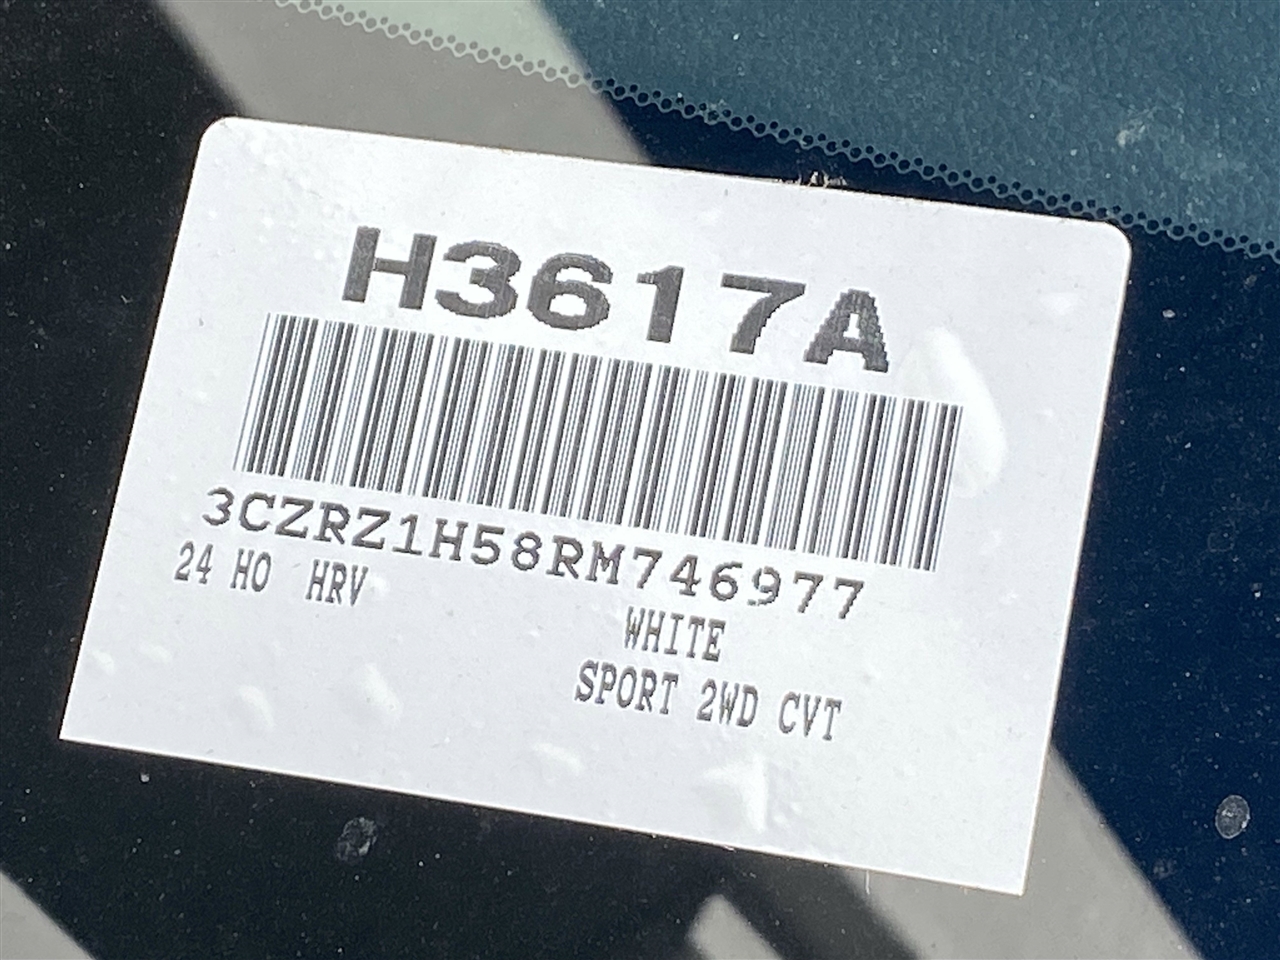 H3617A
3CZRZ1H58RM746977
24 HO HRV
WHITE
SPORT 2WD CVT